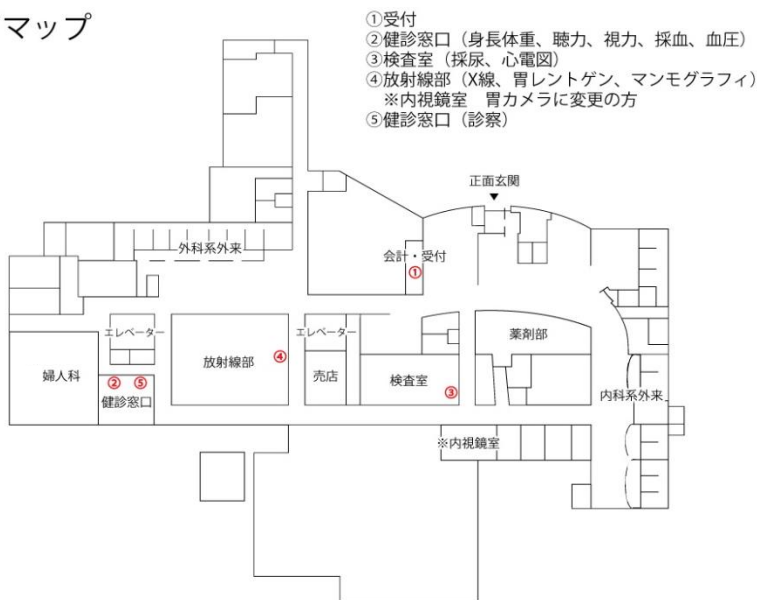 マップ
①受付
②健診窓口（身長体重、聴力、視力、採血、血圧）
③検査室（採尿、心電図）
④放射線部（X線、胃レントゲン、マンモグラフィ）
※内視鏡室　胃カメラに変更の方
⑤健診窓口（診察）
正面玄関
▼
外科系外来
会計・受付
①
エレベーター
エレベーター
薬剤部
婦人科
放射線部
④
売店
検査室
③
②
⑤
健診窓口
内科系外来
※内視鏡室